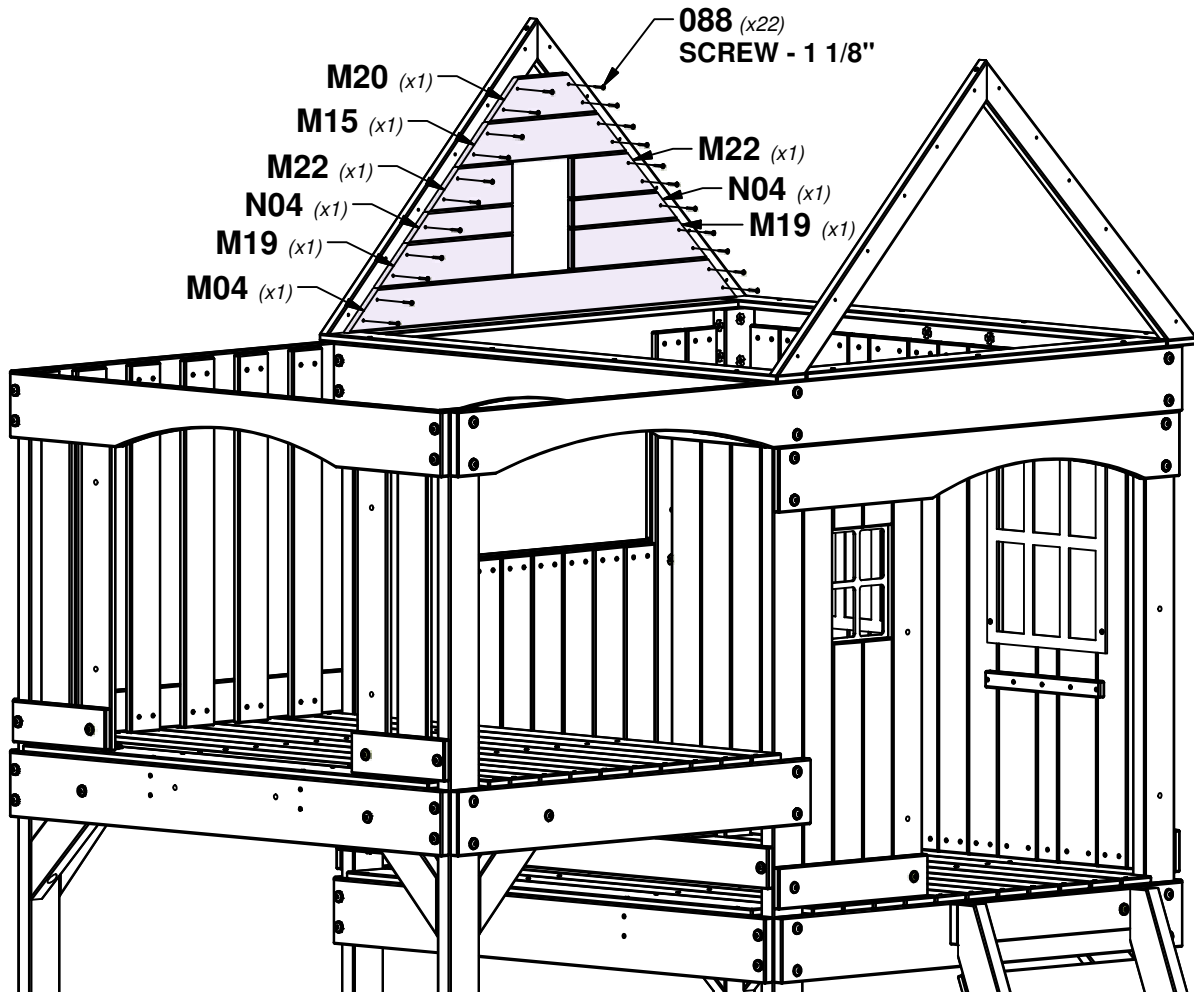 088 (x22)
SCREW - 1 1/8"
M20 (x1)
M15 (x1)
M22 (x1)
N04 (x1)
M19 (x1)
M04 (x1)
M22 (x1)
N04 (x1)
M19 (x1)